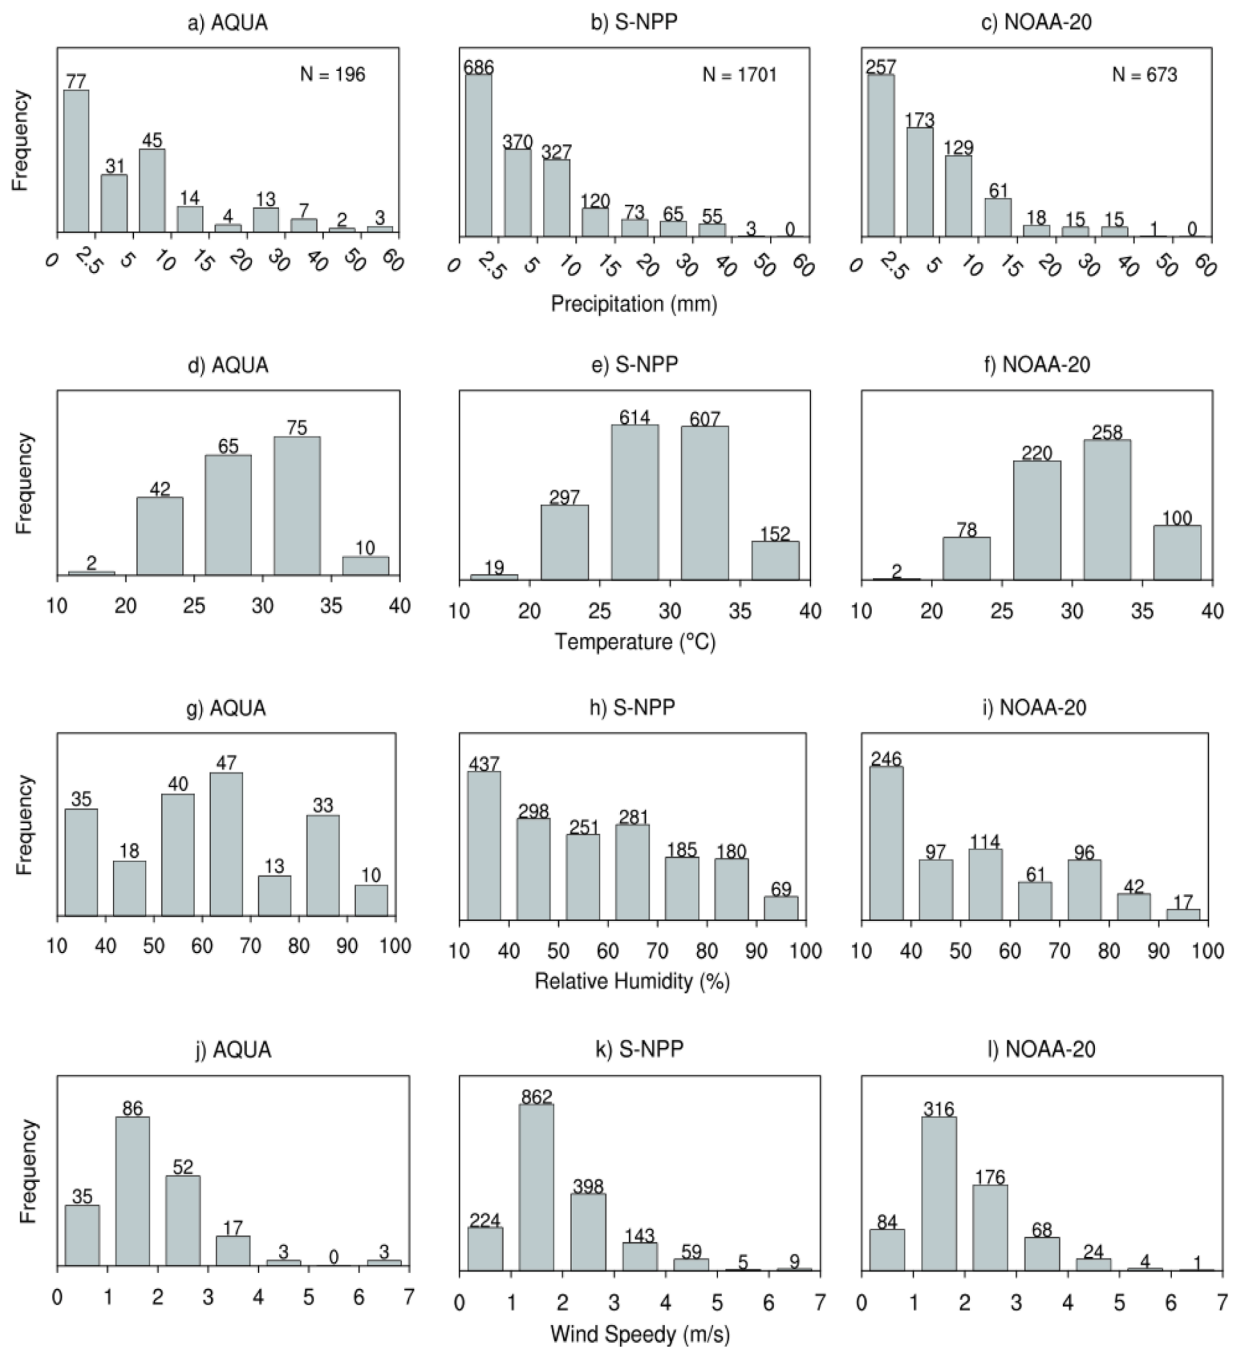 a) AQUA b) S-NPP c) NOAA-20
N = 196 N = 1701 N = 673
77 31 45 14 4 13 7 2 3
686 370 327 120 73 65 55 3 0
257 173 129 61 18 15 15 1 0
Frequency
0 2.5 5 10 15 20 30 40 50 60
0 2.5 5 10 15 20 30 40 50 60
0 2.5 5 10 15 20 30 40 50 60
Precipitation (mm)
d) AQUA e) S-NPP f) NOAA-20
2 42 65 75 10
19 297 614 607 152
2 78 220 258 100
Frequency
10 20 25 30 35 40
10 20 25 30 35 40
10 20 25 30 35 40
Temperature (°C)
g) AQUA h) S-NPP i) NOAA-20
35 18 40 47 13 33 10
437 298 251 281 185 180 69
246 97 114 61 96 42 17
Frequency
10 40 50 60 70 80 90 100
10 40 50 60 70 80 90 100
10 40 50 60 70 80 90 100
Relative Humidity (%)
j) AQUA k) S-NPP l) NOAA-20
35 86 52 17 3 0 3
224 862 398 143 59 5 9
84 316 176 68 24 4 1
Frequency
0 1 2 3 4 5 6 7
0 1 2 3 4 5 6 7
0 1 2 3 4 5 6 7
Wind Speedy (m/s)